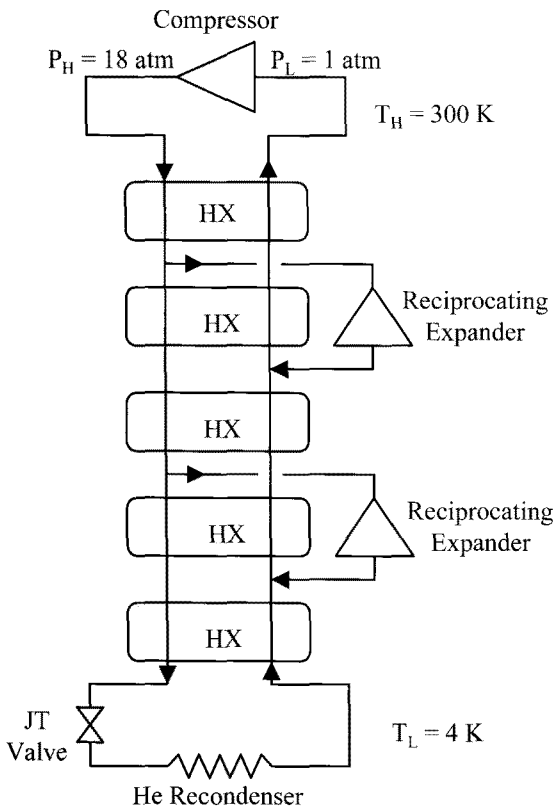 Compressor
P_H = 18 atm
P_L = 1 atm
T_H = 300 K
HX
HX
Reciprocating
Expander
HX
HX
Reciprocating
Expander
HX
JT
Valve
T_L = 4 K
He Recondenser